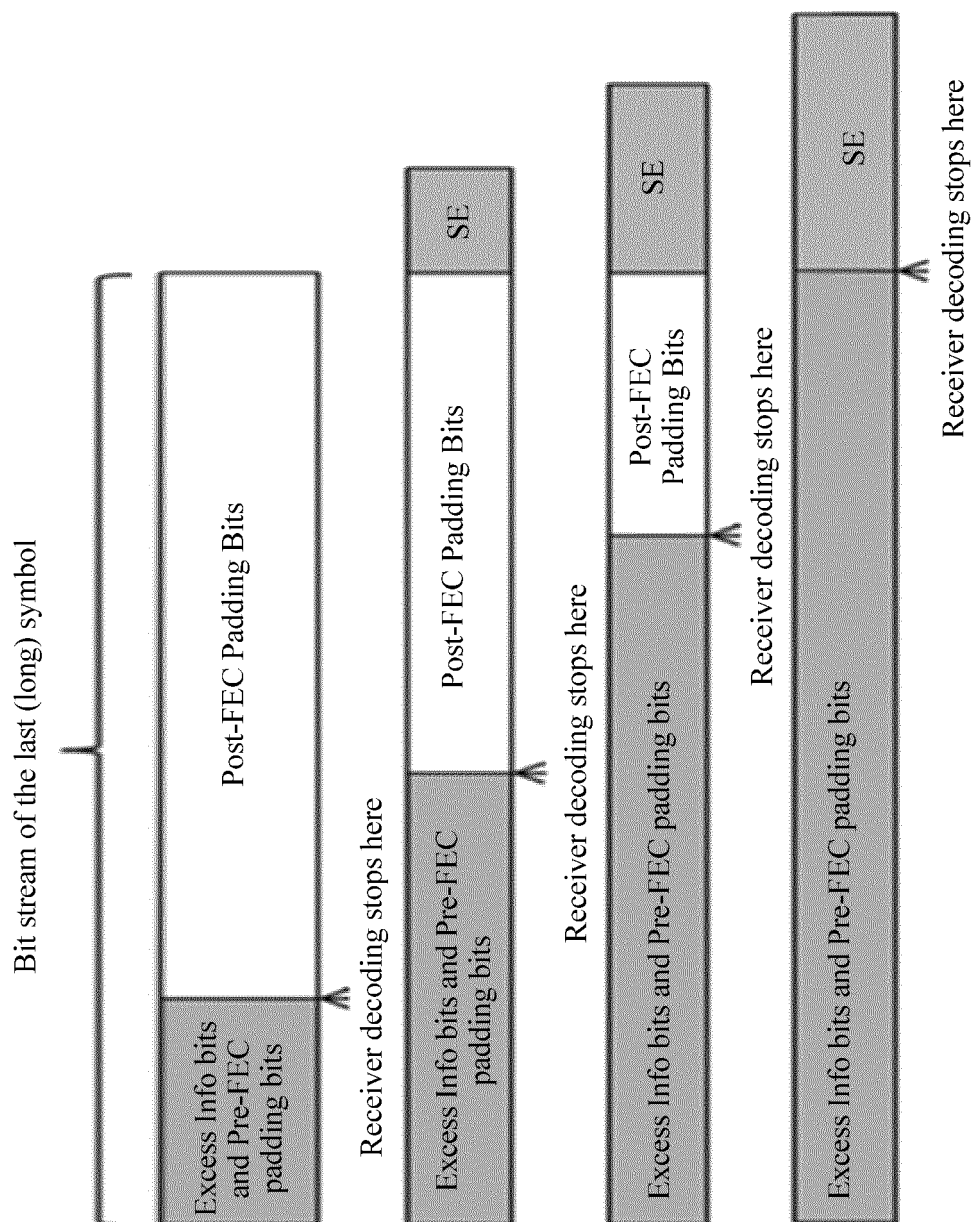 Bit stream of the last (long) symbol
Excess Info bits
and Pre-FEC
padding bits
Post-FEC Padding Bits
Receiver decoding stops here
Excess Info bits and Pre-FEC
padding bits
Post-FEC Padding Bits
SE
Receiver decoding stops here
Excess Info bits and Pre-FEC padding bits
Post-FEC
Padding Bits
SE
Receiver decoding stops here
Excess Info bits and Pre-FEC padding bits
SE
Receiver decoding stops here